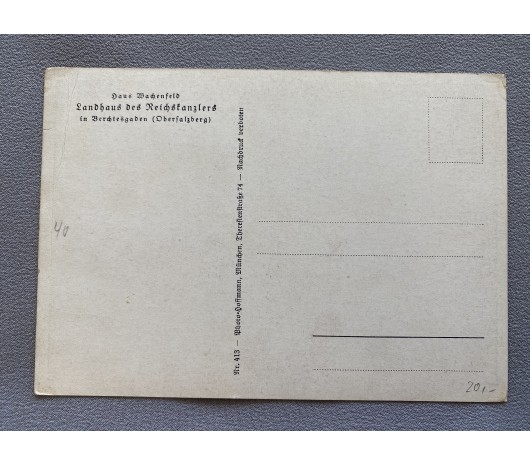 Haus Wachenfeld
Landhaus des Reichskanzlers
in Berchtesgaden (Obersalzberg)
40
Nr. 413 — Photo-Hoffmann, München, Theresienstraße 74 — Nachdruck verboten
20,-